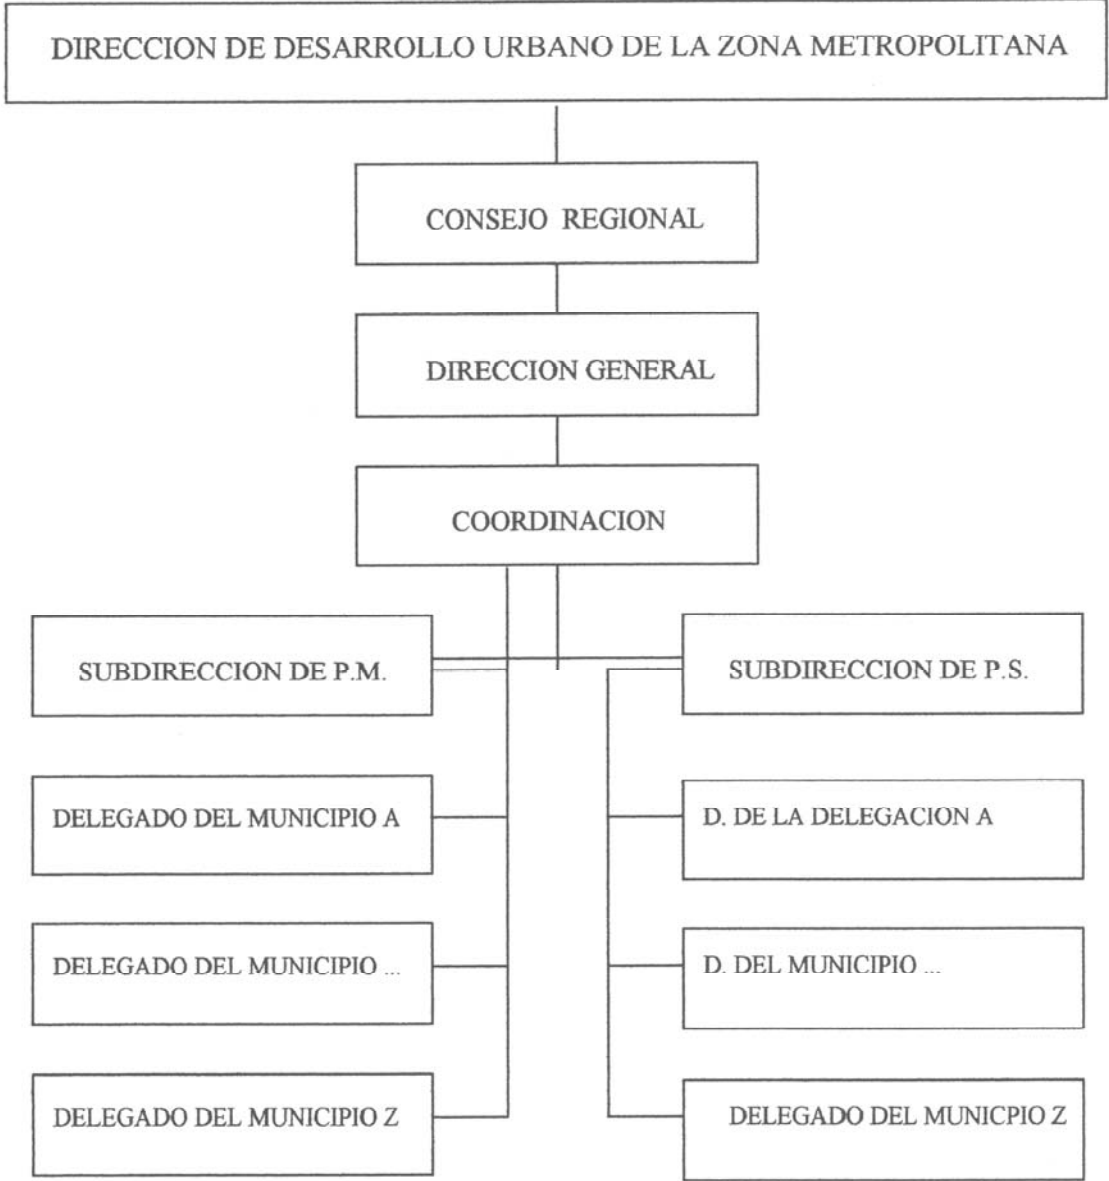 DIRECCION DE DESARROLLO URBANO DE LA ZONA METROPOLITANA
CONSEJO REGIONAL
DIRECCION GENERAL
COORDINACION
SUBDIRECCION DE P.M.
SUBDIRECCION DE P.S.
DELEGADO DEL MUNICIPIO A
D. DE LA DELEGACION A
DELEGADO DEL MUNICIPIO ...
D. DEL MUNICIPIO ...
DELEGADO DEL MUNICIPIO Z
DELEGADO DEL MUNICPIO Z